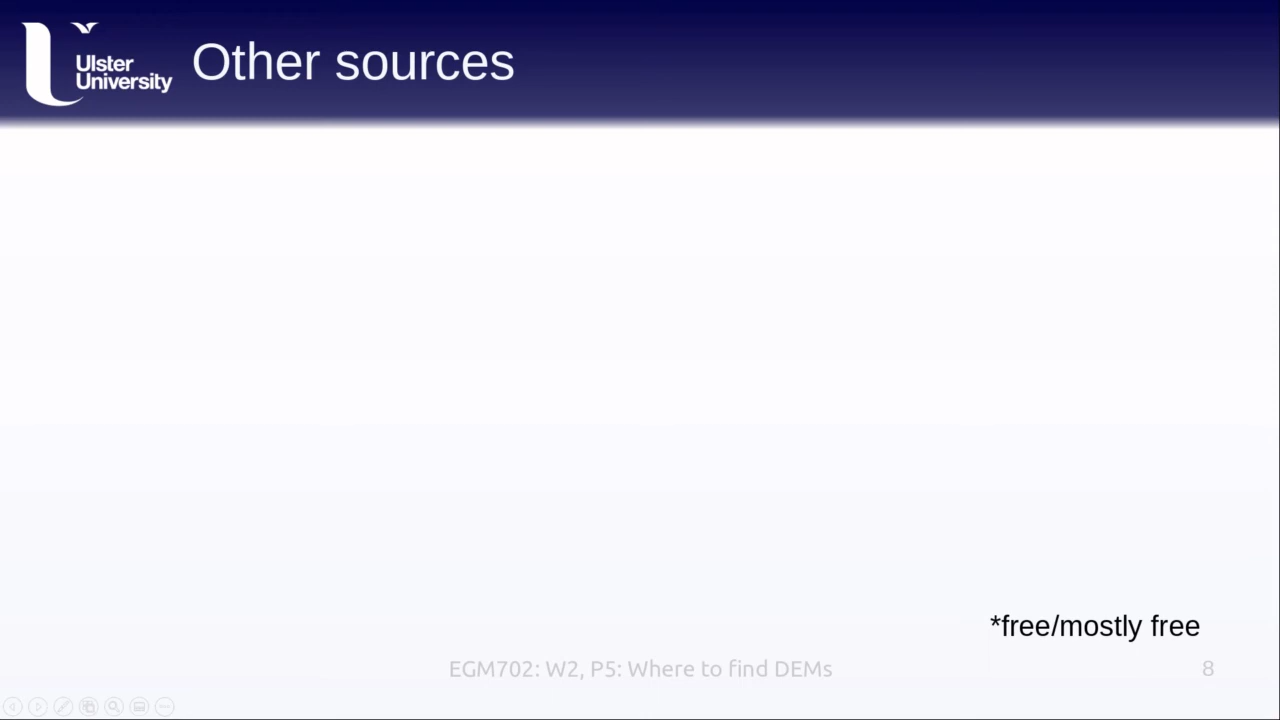 Ulster
University
Other sources
*free/mostly free
EGM702: W2, P5: Where to find DEMs
8